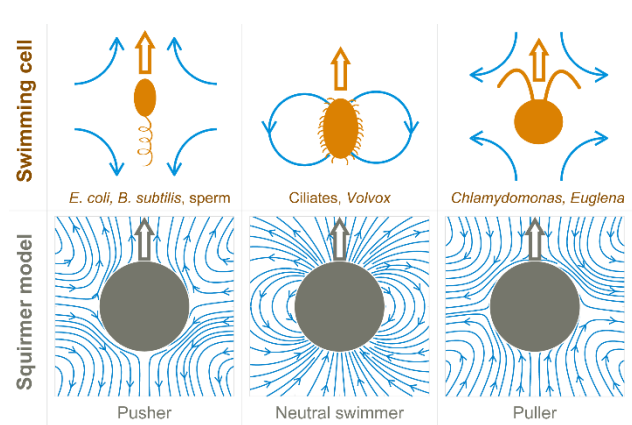 Swimming cell
E. coli, B. subtilis, sperm
Ciliates, Volvox
Chlamydomonas, Euglena
Squirmer model
Pusher
Neutral swimmer
Puller